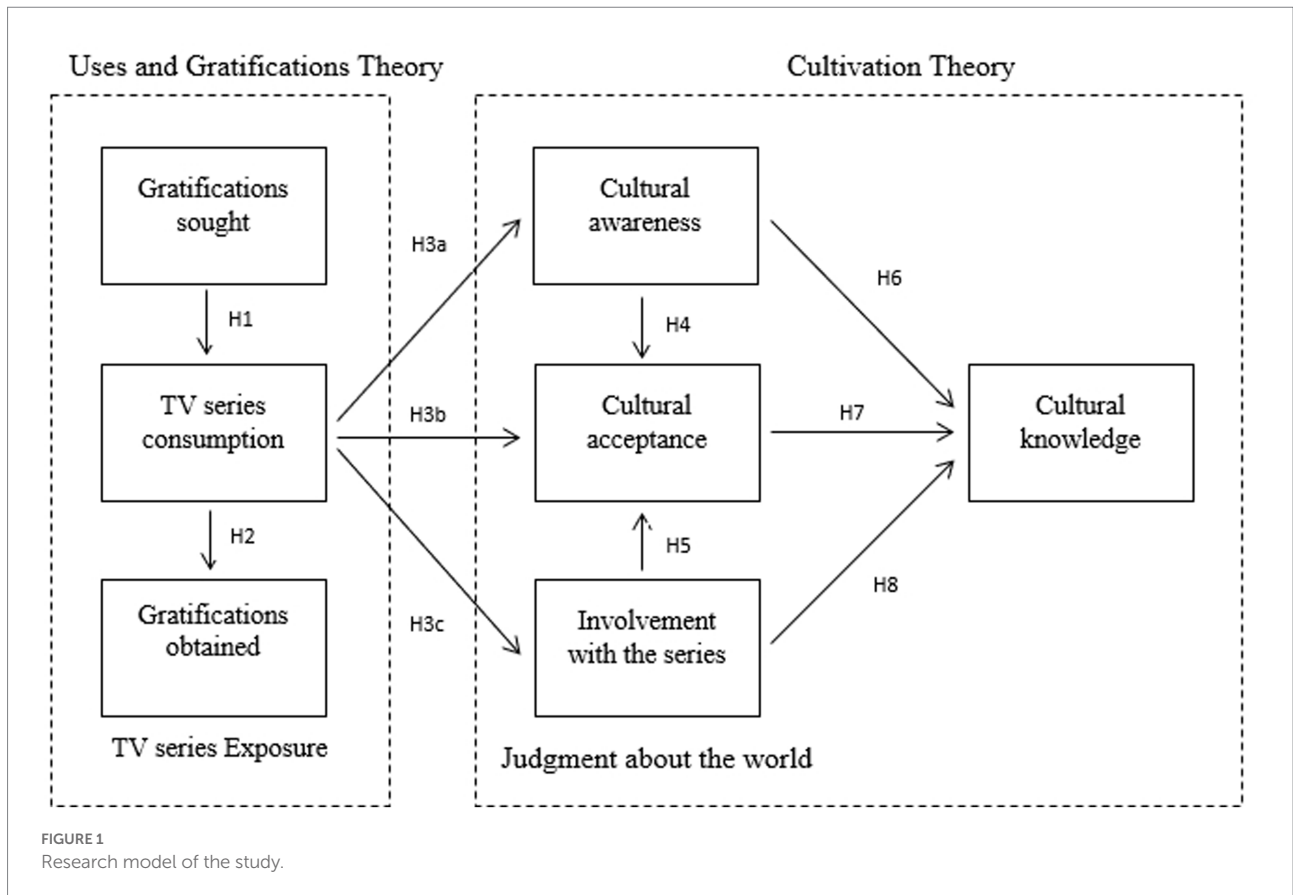 Uses and Gratifications Theory
Cultivation Theory
Gratifications
sought
Cultural
awareness
H3a
H6
H1
H4
TV series
consumption
H3b
Cultural
acceptance
H7
Cultural
knowledge
H2
H5
H8
Gratifications
obtained
H3c
Involvement
with the series
TV series Exposure
Judgment about the world
FIGURE 1
Research model of the study.